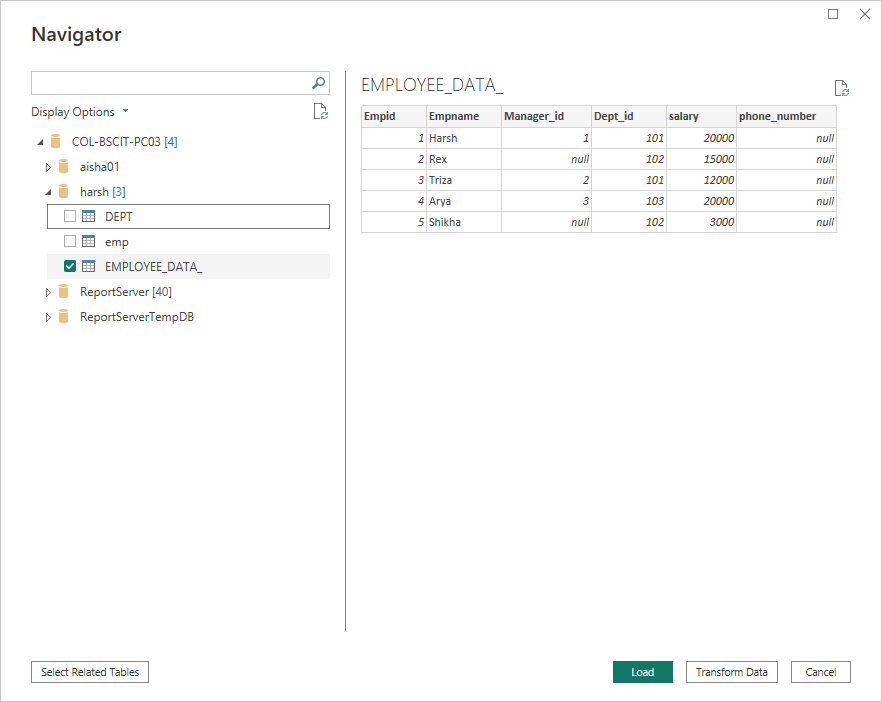 Navigator
Display Options
COL-BSCIT-PC03 [4]
aisha01
harsh [3]
DEPT
emp
EMPLOYEE_DATA_
ReportServer [40]
ReportServerTempDB
EMPLOYEE_DATA_
Empid Empname Manager_id Dept_id salary phone_number
1 Harsh 1 101 20000 null
2 Rex null 102 15000 null
3 Triza 2 101 12000 null
4 Arya 3 103 20000 null
5 Shikha null 102 3000 null
Select Related Tables Load Transform Data Cancel